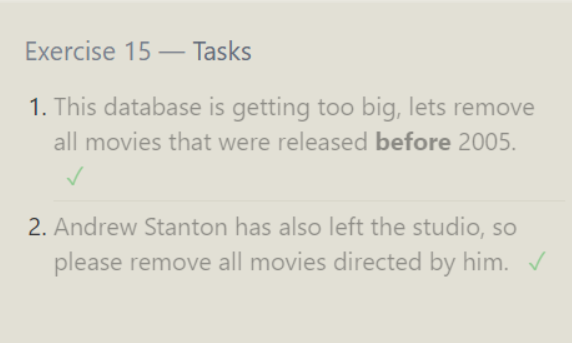 Exercise 15 — Tasks
1. This database is getting too big, lets remove
all movies that were released before 2005.
✓
2. Andrew Stanton has also left the studio, so
please remove all movies directed by him. ✓